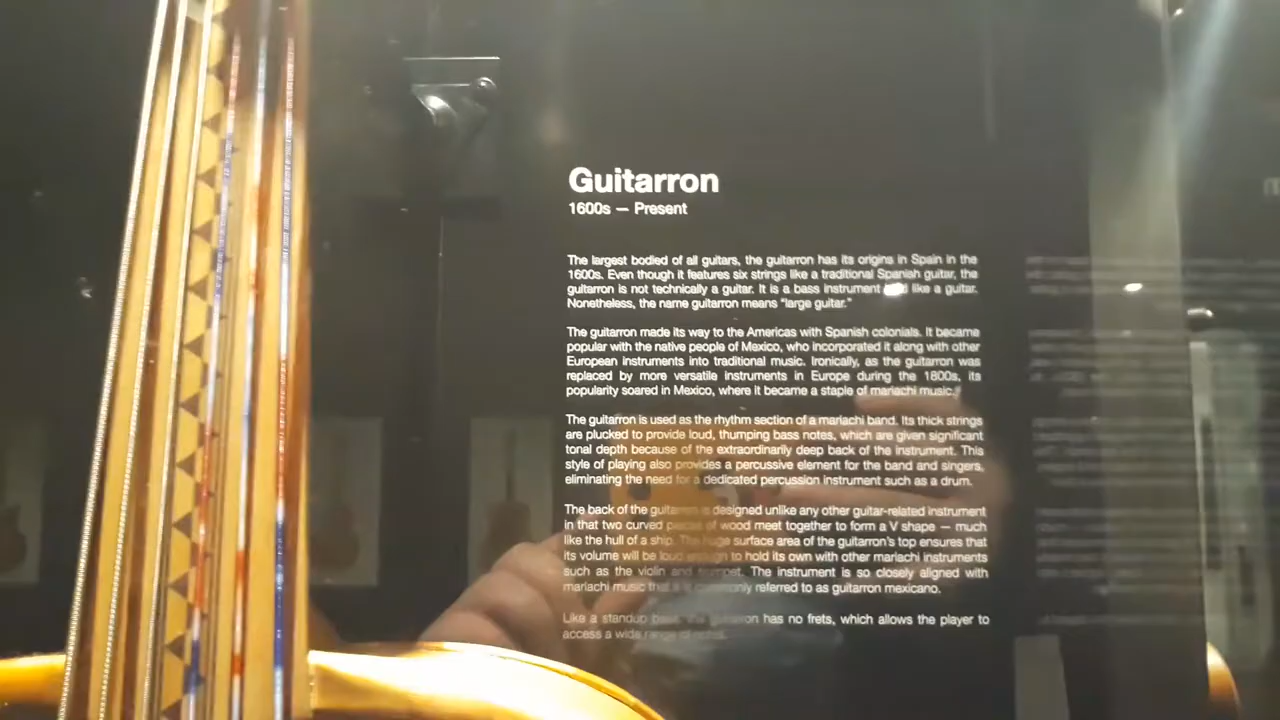 Guitarron
1600s — Present
The largest bodied of all guitars, the guitarron has its origins in Spain in the
1600s. Even though it features six strings like a traditional Spanish guitar, the
guitarron is not technically a guitar. It is a bass instrument like a guitar.
Nonetheless, the name guitarron means "large guitar."
The guitarron made its way to the Americas with Spanish colonials. It became
popular with the native people of Mexico, who incorporated it along with other
European instruments into traditional music. Ironically, as the guitarron was
replaced by more versatile instruments in Europe during the 1800s, its
popularity soared in Mexico, where it became a staple of mariachi music.
The guitarron is used as the rhythm section of a mariachi band. Its thick strings
are plucked to provide loud, thumping bass notes, which are given significant
tonal depth because of the extraordinarily deep back of the instrument. This
style of playing also provides a percussive element for the band and singers,
eliminating the need for a dedicated percussion instrument such as a drum.
The back of the guitarron is designed unlike any other guitar-related instrument
in that two curved pieces of wood meet together to form a V shape — much
like the hull of a ship. The huge surface area of the guitarron's top ensures that
its volume will be loud enough to hold its own with other mariachi instruments
such as the violin and trumpet. The instrument is so closely aligned with
mariachi music that it is commonly referred to as guitarron mexicano.
Like a standup bass, the guitarron has no frets, which allows the player to
access a wide range of notes.